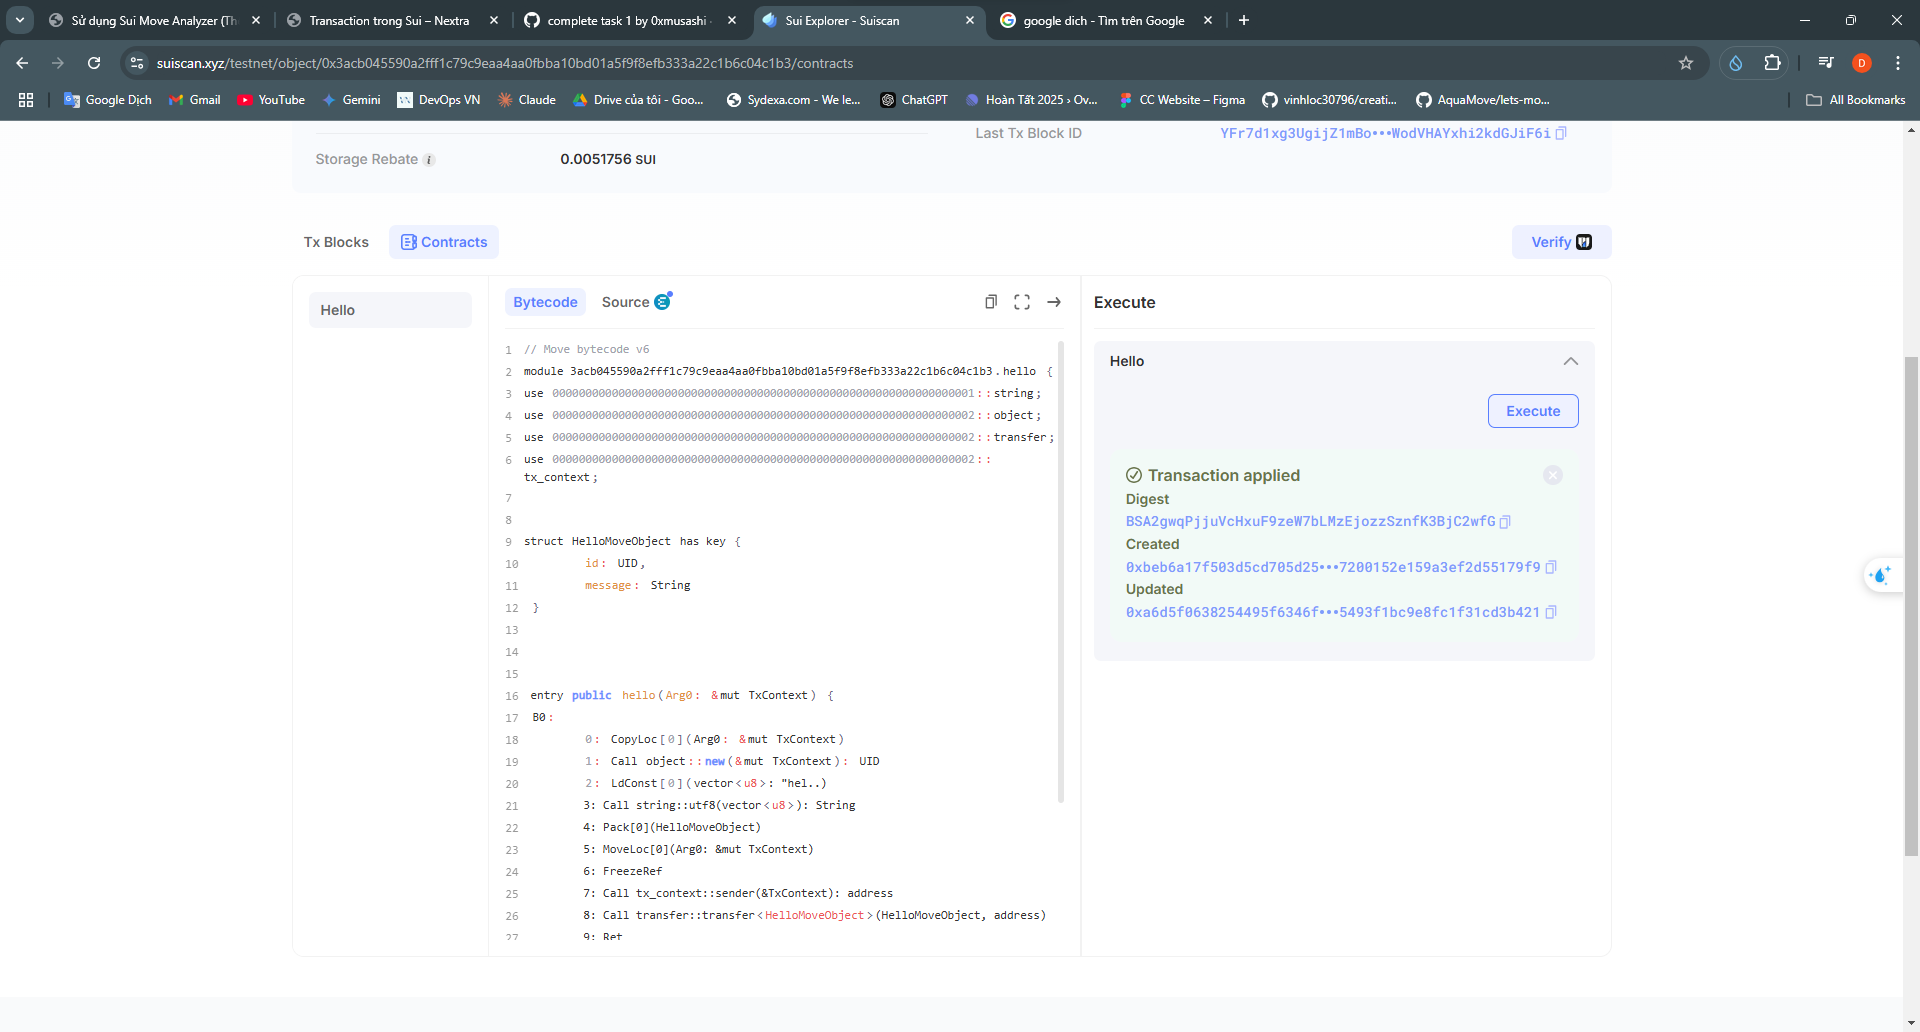 Sử dụng Sui Move Analyzer (Th
Transaction trong Sui – Nextra
complete task 1 by 0xmusashi
Sui Explorer - Suiscan
google dich - Tìm trên Google
suiscan.xyz/testnet/object/0x3acb045590a2fff1c79c9eaa4aa0fbba10bd01a5f9f8efb333a22c1b6c04c1b3/contracts
D
Google Dịch
Gmail
YouTube
Gemini
DevOps VN
Claude
Drive của tôi - Goo...
Sydexa.com - We le...
ChatGPT
Hoàn Tất 2025 › Ov...
CC Website – Figma
vinhloc30796/creati...
AquaMove/lets-mo...
All Bookmarks
Last Tx Block ID
YFr7d1xg3UgijZ1mBo•••WodVHAYxhi2kdGJiF6i
Storage Rebate
0.0051756 SUI
Tx Blocks
Contracts
Verify
Hello
Bytecode
Source
1 // Move bytecode v6
2 module 3acb045590a2fff1c79c9eaa4aa0fbba10bd01a5f9f8efb333a22c1b6c04c1b3.hello {
3 use 0000000000000000000000000000000000000000000000000000000000000001::string;
4 use 0000000000000000000000000000000000000000000000000000000000000002::object;
5 use 0000000000000000000000000000000000000000000000000000000000000002::transfer;
6 use 0000000000000000000000000000000000000000000000000000000000000002::
tx_context;
7
8
9 struct HelloMoveObject has key {
10 id: UID,
11 message: String
12 }
13
14
15
16 entry public hello(Arg0: &mut TxContext) {
17 B0:
18 0: CopyLoc[0](Arg0: &mut TxContext)
19 1: Call object::new(&mut TxContext): UID
20 2: LdConst[0](vector<u8>: "hel..)
21 3: Call string::utf8(vector<u8>): String
22 4: Pack[0](HelloMoveObject)
23 5: MoveLoc[0](Arg0: &mut TxContext)
24 6: FreezeRef
25 7: Call tx_context::sender(&TxContext): address
26 8: Call transfer::transfer<HelloMoveObject>(HelloMoveObject, address)
27 9: Ret
Execute
Hello
Execute
Transaction applied
Digest
BSA2gwqPjjuVcHxuF9zeW7bLMzEjozzSznfK3BjC2wfG
Created
0xbeb6a17f503d5cd705d25•••7200152e159a3ef2d55179f9
Updated
0xa6d5f0638254495f6346f•••5493f1bc9e8fc1f31cd3b421